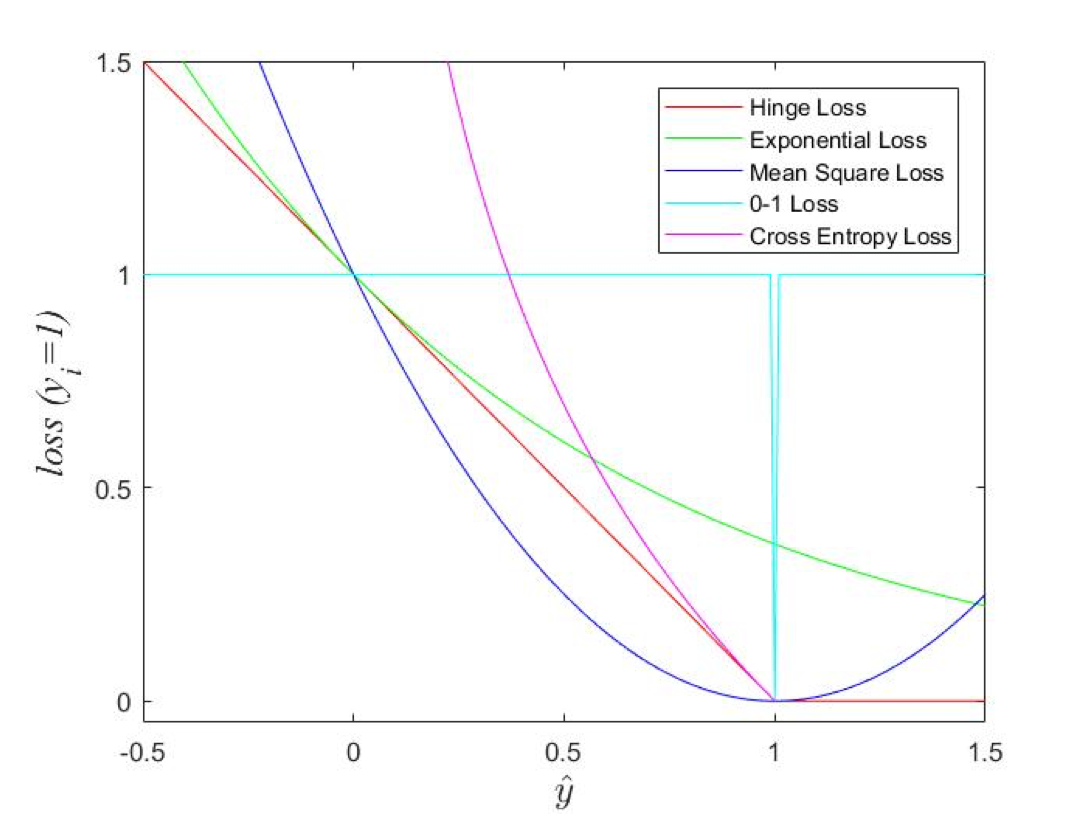 1.5
1
0.5
0
-0.5
0
0.5
1
1.5
loss (y_i=1)
ŷ
Hinge Loss
Exponential Loss
Mean Square Loss
0-1 Loss
Cross Entropy Loss